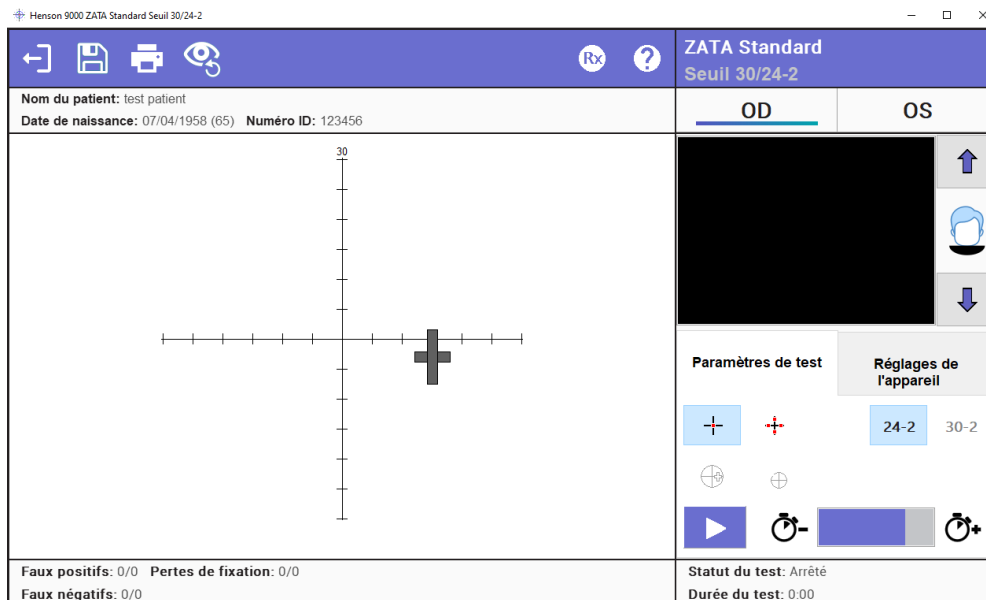 Henson 9000 ZATA Standard Seuil 30/24-2
Rx
?
ZATA Standard
Seuil 30/24-2
Nom du patient: test patient
Date de naissance: 07/04/1958 (65) Numéro ID: 123456
OD
OS
30
Paramètres de test
Réglages de
l'appareil
24-2
30-2
Faux positifs: 0/0 Pertes de fixation: 0/0
Faux négatifs: 0/0
Statut du test: Arrêté
Durée du test: 0:00